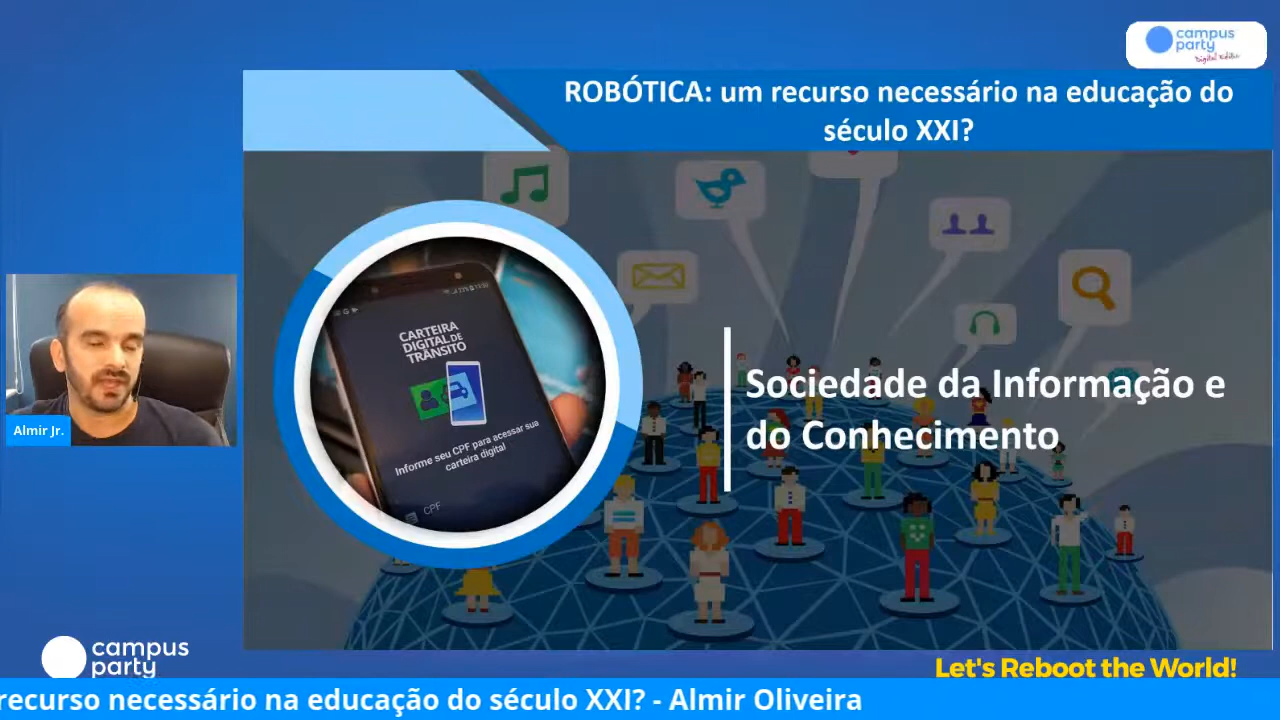 campus
party
Digital Editio
ROBÓTICA: um recurso necessário na educação do
século XXI?
CARTEIRA
DIGITAL DE
TRÂNSITO
Informe seu CPF para acessar sua
carteira digital
CPF
Sociedade da Informação e
do Conhecimento
Almir Jr.
campus
party
Let's Reboot the World!
recurso necessário na educação do século XXI? - Almir Oliveira